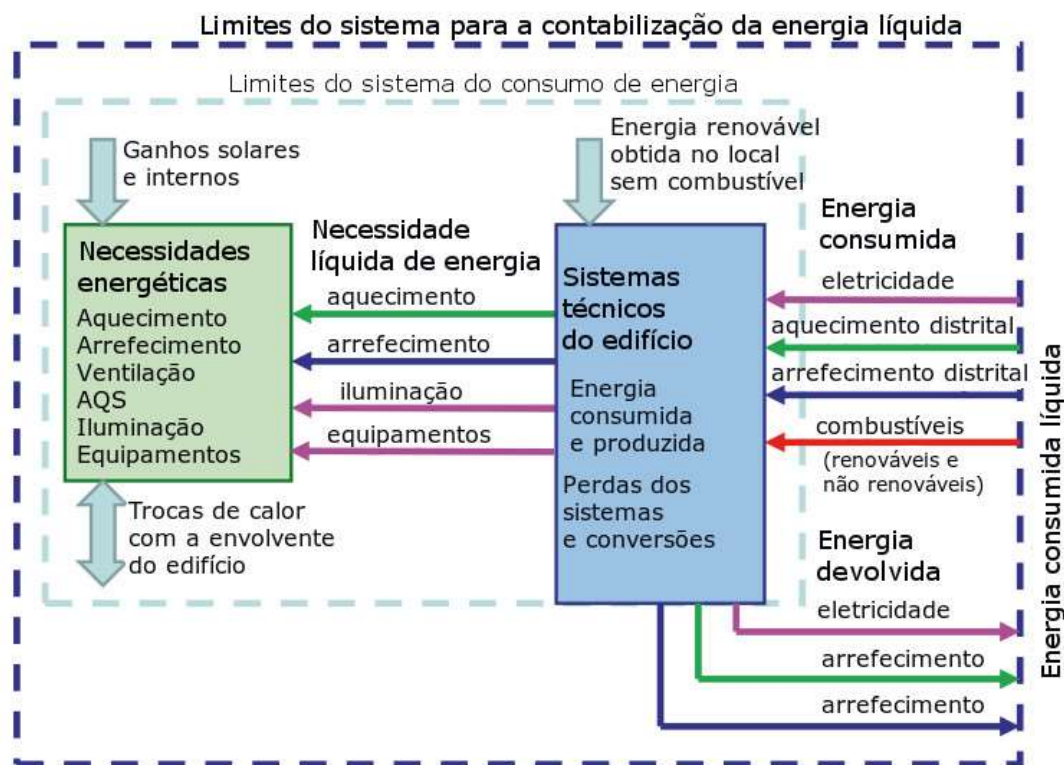 Limites do sistema para a contabilização da energia líquida
Limites do sistema do consumo de energia
Ganhos solares
e internos
Energia renovável
obtida no local
sem combustível
Necessidades
energéticas
Aquecimento
Arrefecimento
Ventilação
AQS
Iluminação
Equipamentos
Necessidade
líquida de energia
aquecimento
arrefecimento
iluminação
equipamentos
Sistemas
técnicos
do edifício
Energia
consumida
e produzida
Perdas dos
sistemas
e conversões
Energia
consumida
eletricidade
aquecimento distrital
arrefecimento distrital
combustíveis
(renováveis e
não renováveis)
Trocas de calor
com a envolvente
do edifício
Energia
devolvida
eletricidade
arrefecimento
arrefecimento
Energia consumida líquida